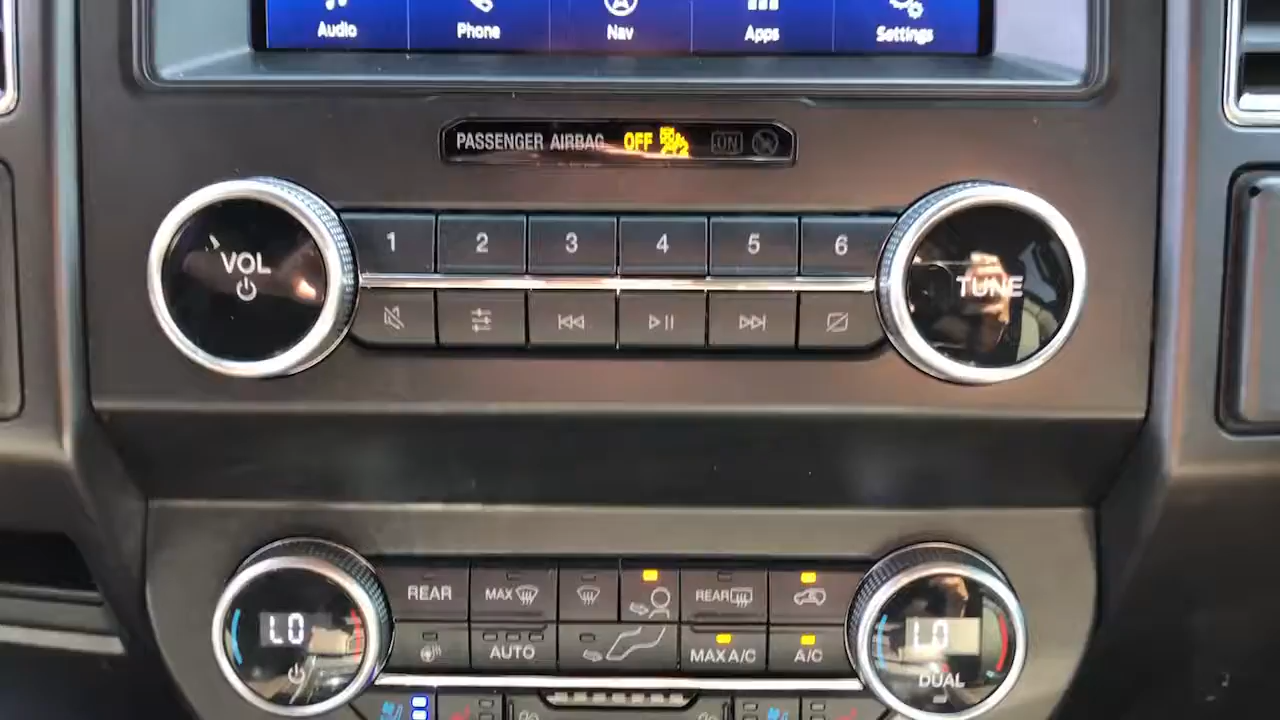 Audio Phone Nav Apps Settings
PASSENGER AIRBAG OFF ON
VOL
1 2 3 4 5 6
TUNE
REAR MAX REAR
AUTO MAX A/C A/C
LO
LO
DUAL